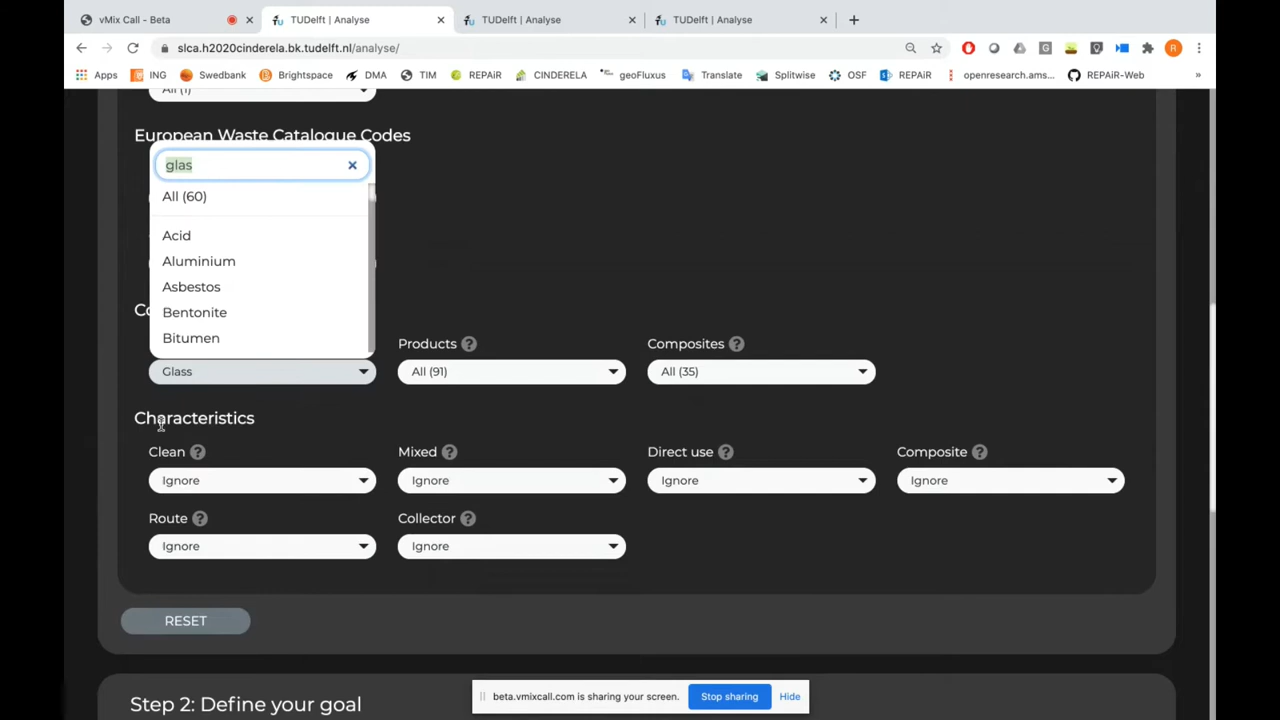 vMix Call - Beta
TUDelft | Analyse
TUDelft | Analyse
TUDelft | Analyse
slca.h2020cinderela.bk.tudelft.nl/analyse/
Apps ING Swedbank Brightspace DMA TIM REPAiR CINDERELA geoFluxus Translate Splitwise OSF REPAiR openresearch.ams... REPAiR-Web »
All (1)
European Waste Catalogue Codes
glas
All (60)
Acid
Aluminium
Asbestos
Bentonite
Bitumen
Co
Products ? Composites ?
Glass All (91) All (35)
Characteristics
Clean ? Mixed ? Direct use ? Composite ?
Ignore Ignore Ignore Ignore
Route ? Collector ?
Ignore Ignore
RESET
Step 2: Define your goal
beta.vmixcall.com is sharing your screen. Stop sharing Hide